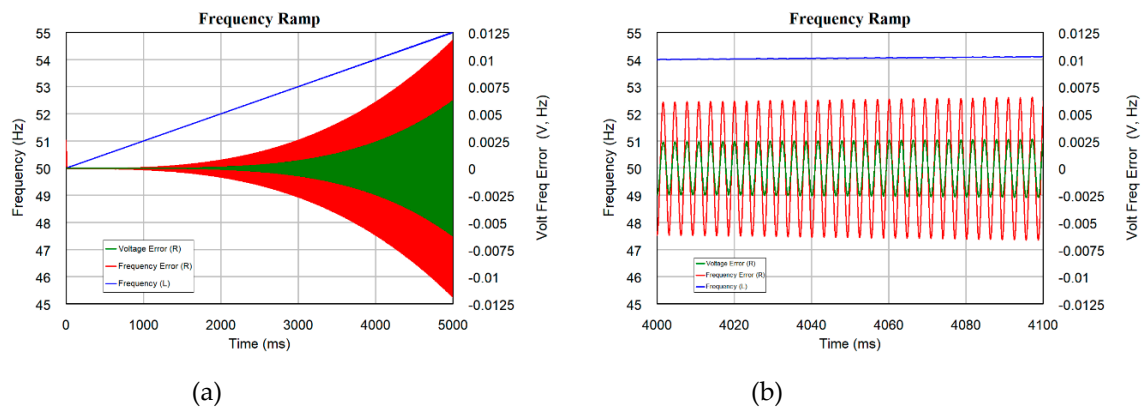 Frequency Ramp
55
54
53
52
51
50
49
48
47
46
45
Frequency (Hz)
0.0125
0.01
0.0075
0.005
0.0025
0
-0.0025
-0.005
-0.0075
-0.01
-0.0125
Volt Freq Error (V, Hz)
Voltage Error (R)
Frequency Error (R)
Frequency (L)
0 1000 2000 3000 4000 5000
Time (ms)
(a)
Frequency Ramp
55
54
53
52
51
50
49
48
47
46
45
Frequency (Hz)
0.0125
0.01
0.0075
0.005
0.0025
0
-0.0025
-0.005
-0.0075
-0.01
-0.0125
Volt Freq Error (V, Hz)
Voltage Error (R)
Frequency Error (R)
Frequency (L)
4000 4020 4040 4060 4080 4100
Time (ms)
(b)